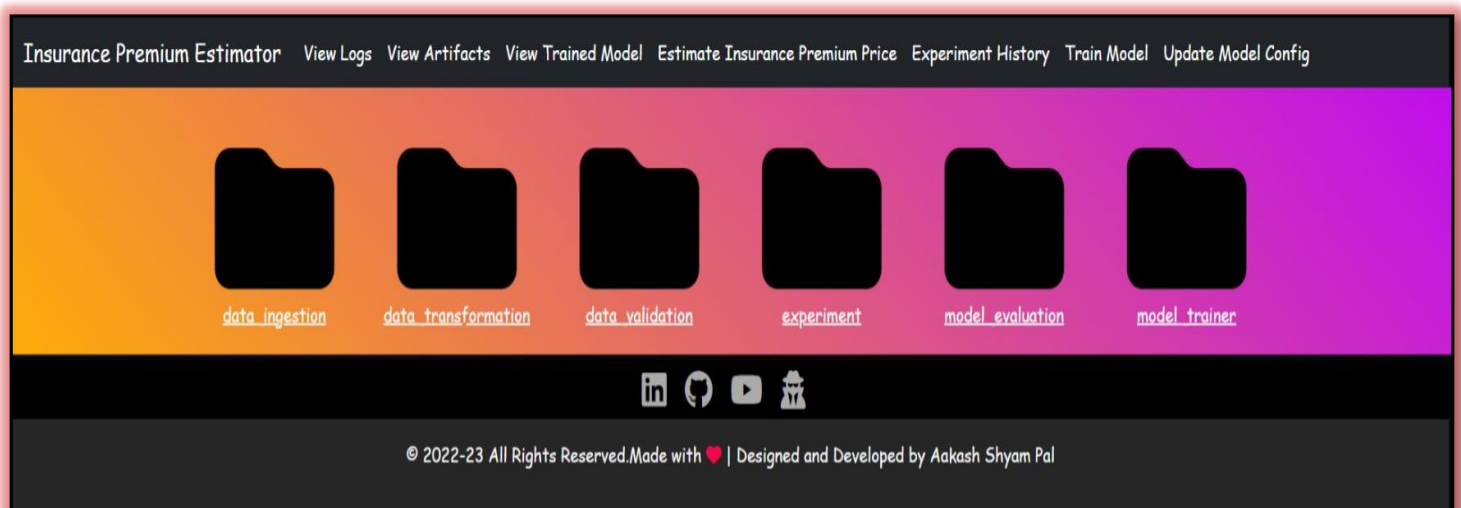 Insurance Premium Estimator View Logs View Artifacts View Trained Model Estimate Insurance Premium Price Experiment History Train Model Update Model Config
data_ingestion data_transformation data_validation experiment model_evaluation model_trainer
in
© 2022-23 All Rights Reserved.Made with ❤ | Designed and Developed by Aakash Shyam Pal